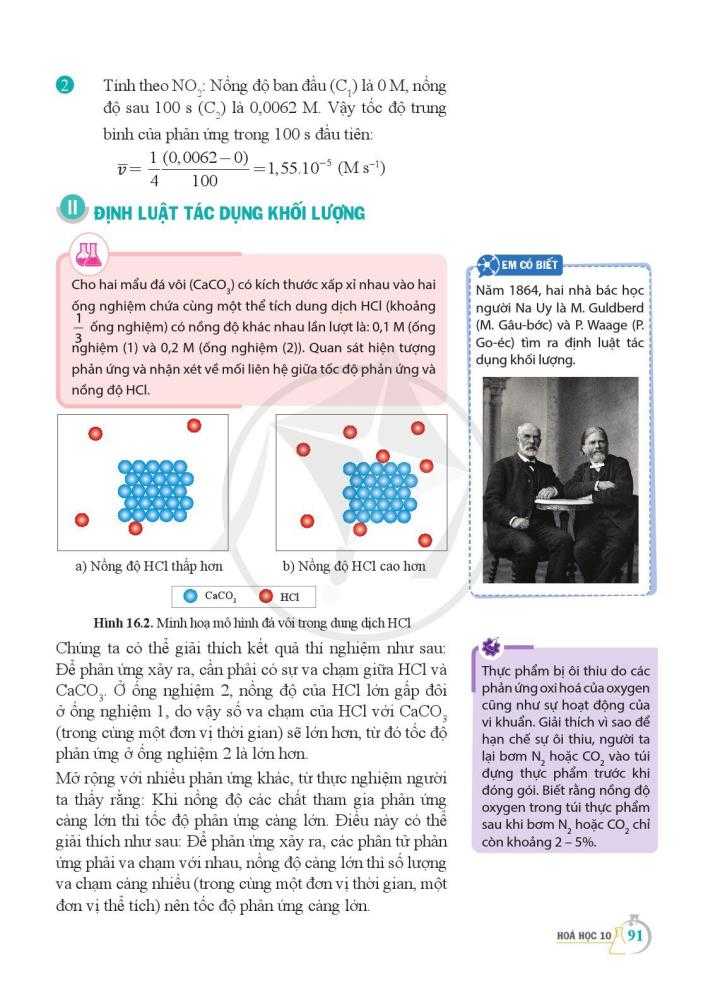 2 Tính theo NO₂: Nồng độ ban đầu (C₁) là 0 M, nồng
độ sau 100 s (C₂) là 0,0062 M. Vậy tốc độ trung
bình của phản ứng trong 100 s đầu tiên:
v̅ = 1/4 (0,0062 – 0)/100 = 1,55.10⁻⁵ (M s⁻¹)
II ĐỊNH LUẬT TÁC DỤNG KHỐI LƯỢNG
Cho hai mẩu đá vôi (CaCO₃) có kích thước xấp xỉ nhau vào hai
ống nghiệm chứa cùng một thể tích dung dịch HCl (khoảng
1/3 ống nghiệm) có nồng độ khác nhau lần lượt là: 0,1 M (ống
nghiệm (1) và 0,2 M (ống nghiệm (2)). Quan sát hiện tượng
phản ứng và nhận xét về mối liên hệ giữa tốc độ phản ứng và
nồng độ HCl.
EM CÓ BIẾT
Năm 1864, hai nhà bác học
người Na Uy là M. Guldberd
(M. Gâu-bớc) và P. Waage (P.
Go-éc) tìm ra định luật tác
dụng khối lượng.
a) Nồng độ HCl thấp hơn
b) Nồng độ HCl cao hơn
CaCO₃ HCl
Hình 16.2. Minh hoạ mô hình đá vôi trong dung dịch HCl
Chúng ta có thể giải thích kết quả thí nghiệm như sau:
Để phản ứng xảy ra, cần phải có sự va chạm giữa HCl và
CaCO₃. Ở ống nghiệm 2, nồng độ của HCl lớn gấp đôi
ở ống nghiệm 1, do vậy số va chạm của HCl với CaCO₃
(trong cùng một đơn vị thời gian) sẽ lớn hơn, từ đó tốc độ
phản ứng ở ống nghiệm 2 là lớn hơn.
Mở rộng với nhiều phản ứng khác, từ thực nghiệm người
ta thấy rằng: Khi nồng độ các chất tham gia phản ứng
càng lớn thì tốc độ phản ứng càng lớn. Điều này có thể
giải thích như sau: Để phản ứng xảy ra, các phân tử phản
ứng phải va chạm với nhau, nồng độ càng lớn thì số lượng
va chạm càng nhiều (trong cùng một đơn vị thời gian, một
đơn vị thể tích) nên tốc độ phản ứng càng lớn.
Thực phẩm bị ôi thiu do các
phản ứng oxi hoá của oxygen
cũng như sự hoạt động của
vi khuẩn. Giải thích vì sao để
hạn chế sự ôi thiu, người ta
lại bơm N₂ hoặc CO₂ vào túi
đựng thực phẩm trước khi
đóng gói. Biết rằng nồng độ
oxygen trong túi thực phẩm
sau khi bơm N₂ hoặc CO₂ chỉ
còn khoảng 2 – 5%.
HOÁ HỌC 10 91